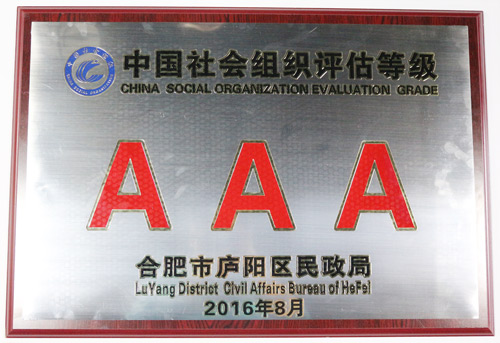 中国社会组织评估等级
CHINA SOCIAL ORGANIZATION EVALUATION GRADE
A A A
合肥市庐阳区民政局
LuYang District Civil Affairs Bureau of HeFei
2016年8月